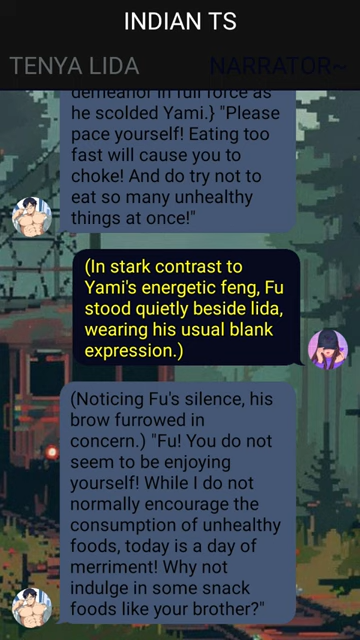 INDIAN TS
TENYA LIDA
NARRATOR~
demeanor in full force as
he scolded Yami.} "Please
pace yourself! Eating too
fast will cause you to
choke! And do try not to
eat so many unhealthy
things at once!"
(In stark contrast to
Yami's energetic feng, Fu
stood quietly beside Iida,
wearing his usual blank
expression.)
(Noticing Fu's silence, his
brow furrowed in
concern.) "Fu! You do not
seem to be enjoying
yourself! While I do not
normally encourage the
consumption of unhealthy
foods, today is a day of
merriment! Why not
indulge in some snack
foods like your brother?"